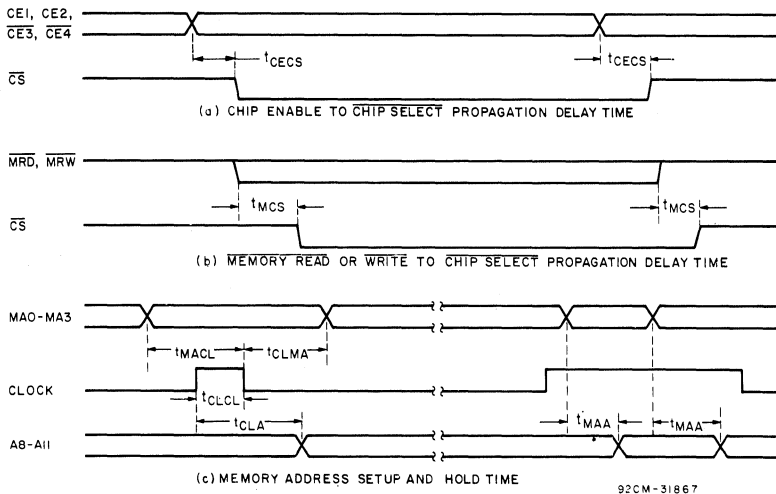 CE1, CE2,
CE3, CE4
tCECS
tCECS
CS
(a) CHIP ENABLE TO CHIP SELECT PROPAGATION DELAY TIME
MRD, MRW
tMCS
tMCS
CS
(b) MEMORY READ OR WRITE TO CHIP SELECT PROPAGATION DELAY TIME
MA0-MA3
tMACL
tCLMA
CLOCK
tCLCL
tCLA
tMAA
tMAA
A8-A11
(c) MEMORY ADDRESS SETUP AND HOLD TIME
92CM-31867